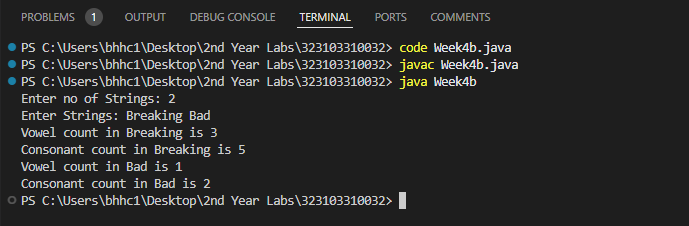 PROBLEMS 1 OUTPUT DEBUG CONSOLE TERMINAL PORTS COMMENTS
PS C:\Users\bhhc1\Desktop\2nd Year Labs\323103310032> code Week4b.java
PS C:\Users\bhhc1\Desktop\2nd Year Labs\323103310032> javac Week4b.java
PS C:\Users\bhhc1\Desktop\2nd Year Labs\323103310032> java Week4b
Enter no of Strings: 2
Enter Strings: Breaking Bad
Vowel count in Breaking is 3
Consonant count in Breaking is 5
Vowel count in Bad is 1
Consonant count in Bad is 2
PS C:\Users\bhhc1\Desktop\2nd Year Labs\323103310032>